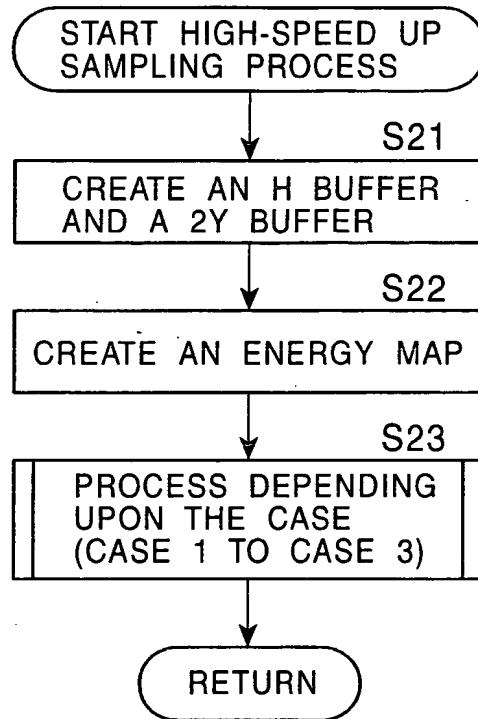 START HIGH-SPEED UP
SAMPLING PROCESS
S21
CREATE AN H BUFFER
AND A 2Y BUFFER
S22
CREATE AN ENERGY MAP
S23
PROCESS DEPENDING
UPON THE CASE
(CASE 1 TO CASE 3)
RETURN